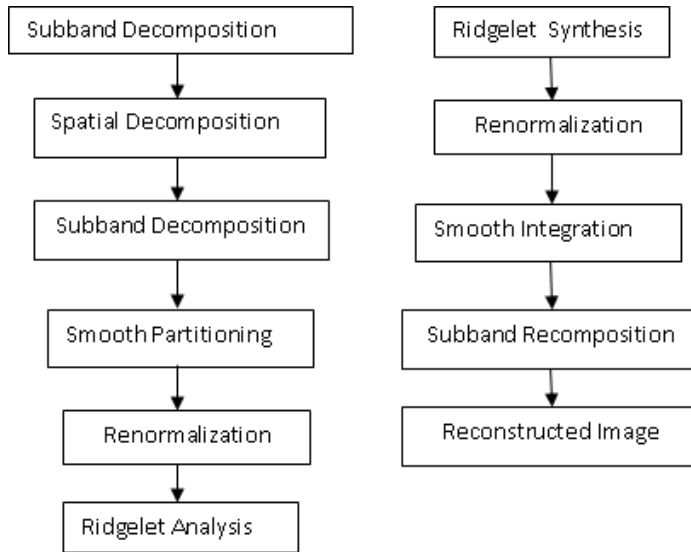 Subband Decomposition
Spatial Decomposition
Subband Decomposition
Smooth Partitioning
Renormalization
Ridgelet Analysis
Ridgelet Synthesis
Renormalization
Smooth Integration
Subband Recomposition
Reconstructed Image